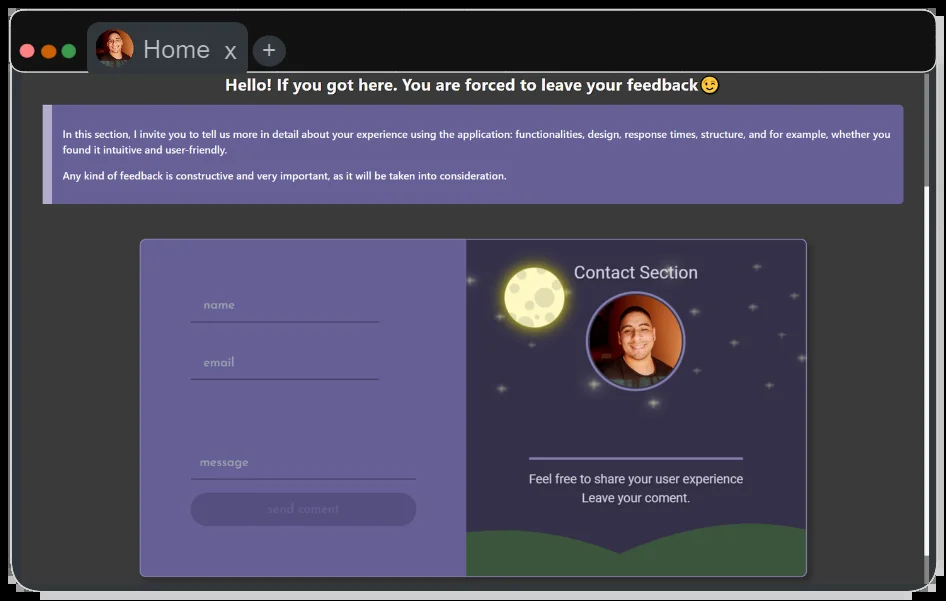 Home x +
Hello! If you got here. You are forced to leave your feedback😉
In this section, I invite you to tell us more in detail about your experience using the application: functionalities, design, response times, structure, and for example, whether you
found it intuitive and user-friendly.
Any kind of feedback is constructive and very important, as it will be taken into consideration.
Contact Section
name
email
message
send coment
Feel free to share your user experience
Leave your coment.